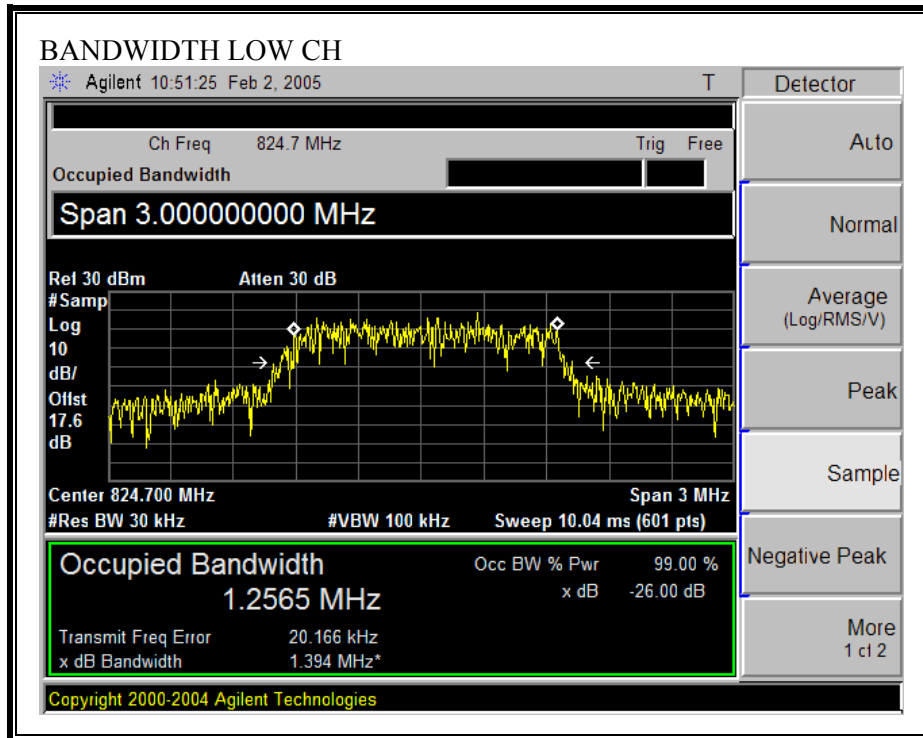 BANDWIDTH LOW CH
Agilent 10:51:25 Feb 2, 2005 T
Detector
Ch Freq 824.7 MHz Trig Free
Occupied Bandwidth
Span 3.000000000 MHz
Ref 30 dBm Atten 30 dB
#Samp
Log
10
dB/
Offst
17.6
dB
Center 824.700 MHz Span 3 MHz
#Res BW 30 kHz #VBW 100 kHz Sweep 10.04 ms (601 pts)
Occupied Bandwidth
1.2565 MHz
Occ BW % Pwr 99.00 %
x dB -26.00 dB
Transmit Freq Error 20.166 kHz
x dB Bandwidth 1.394 MHz*
Copyright 2000-2004 Agilent Technologies
Auto
Normal
Average
(Log/RMS/V)
Peak
Sample
Negative Peak
More
1 of 2